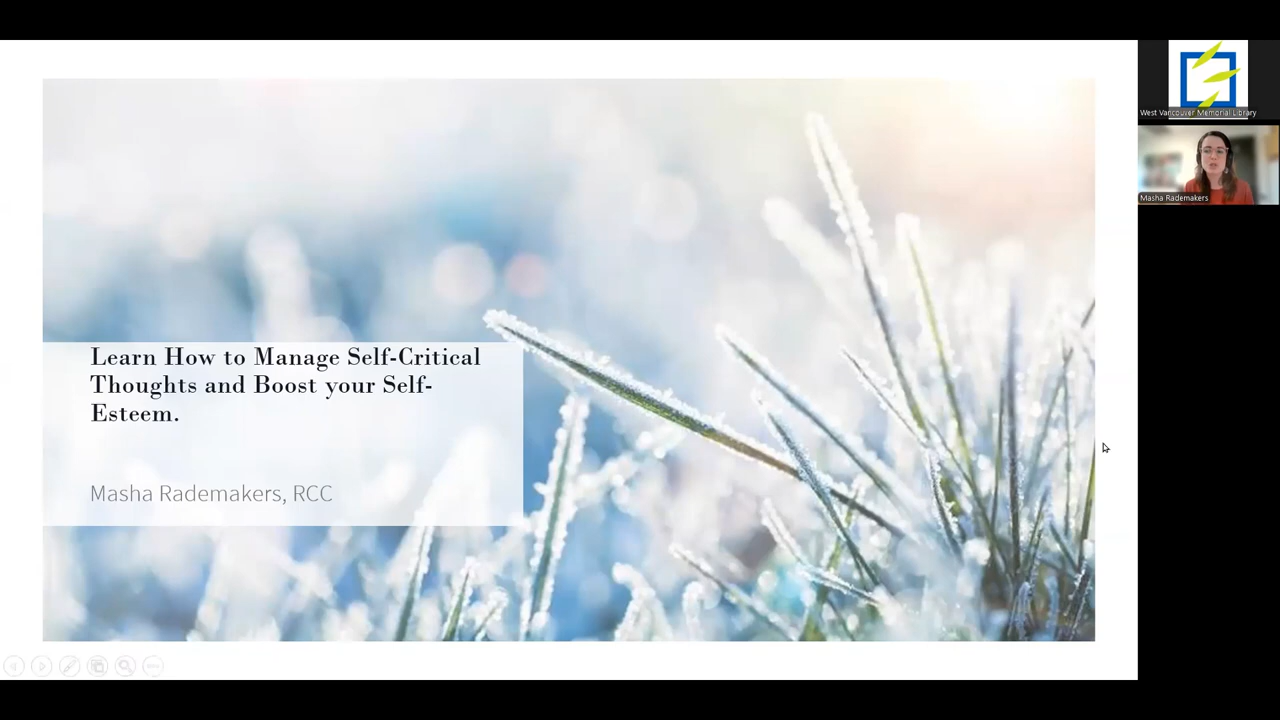 Learn How to Manage Self-Critical
Thoughts and Boost your Self-
Esteem.
Masha Rademakers, RCC
West Vancouver Memorial Library
Masha Rademakers